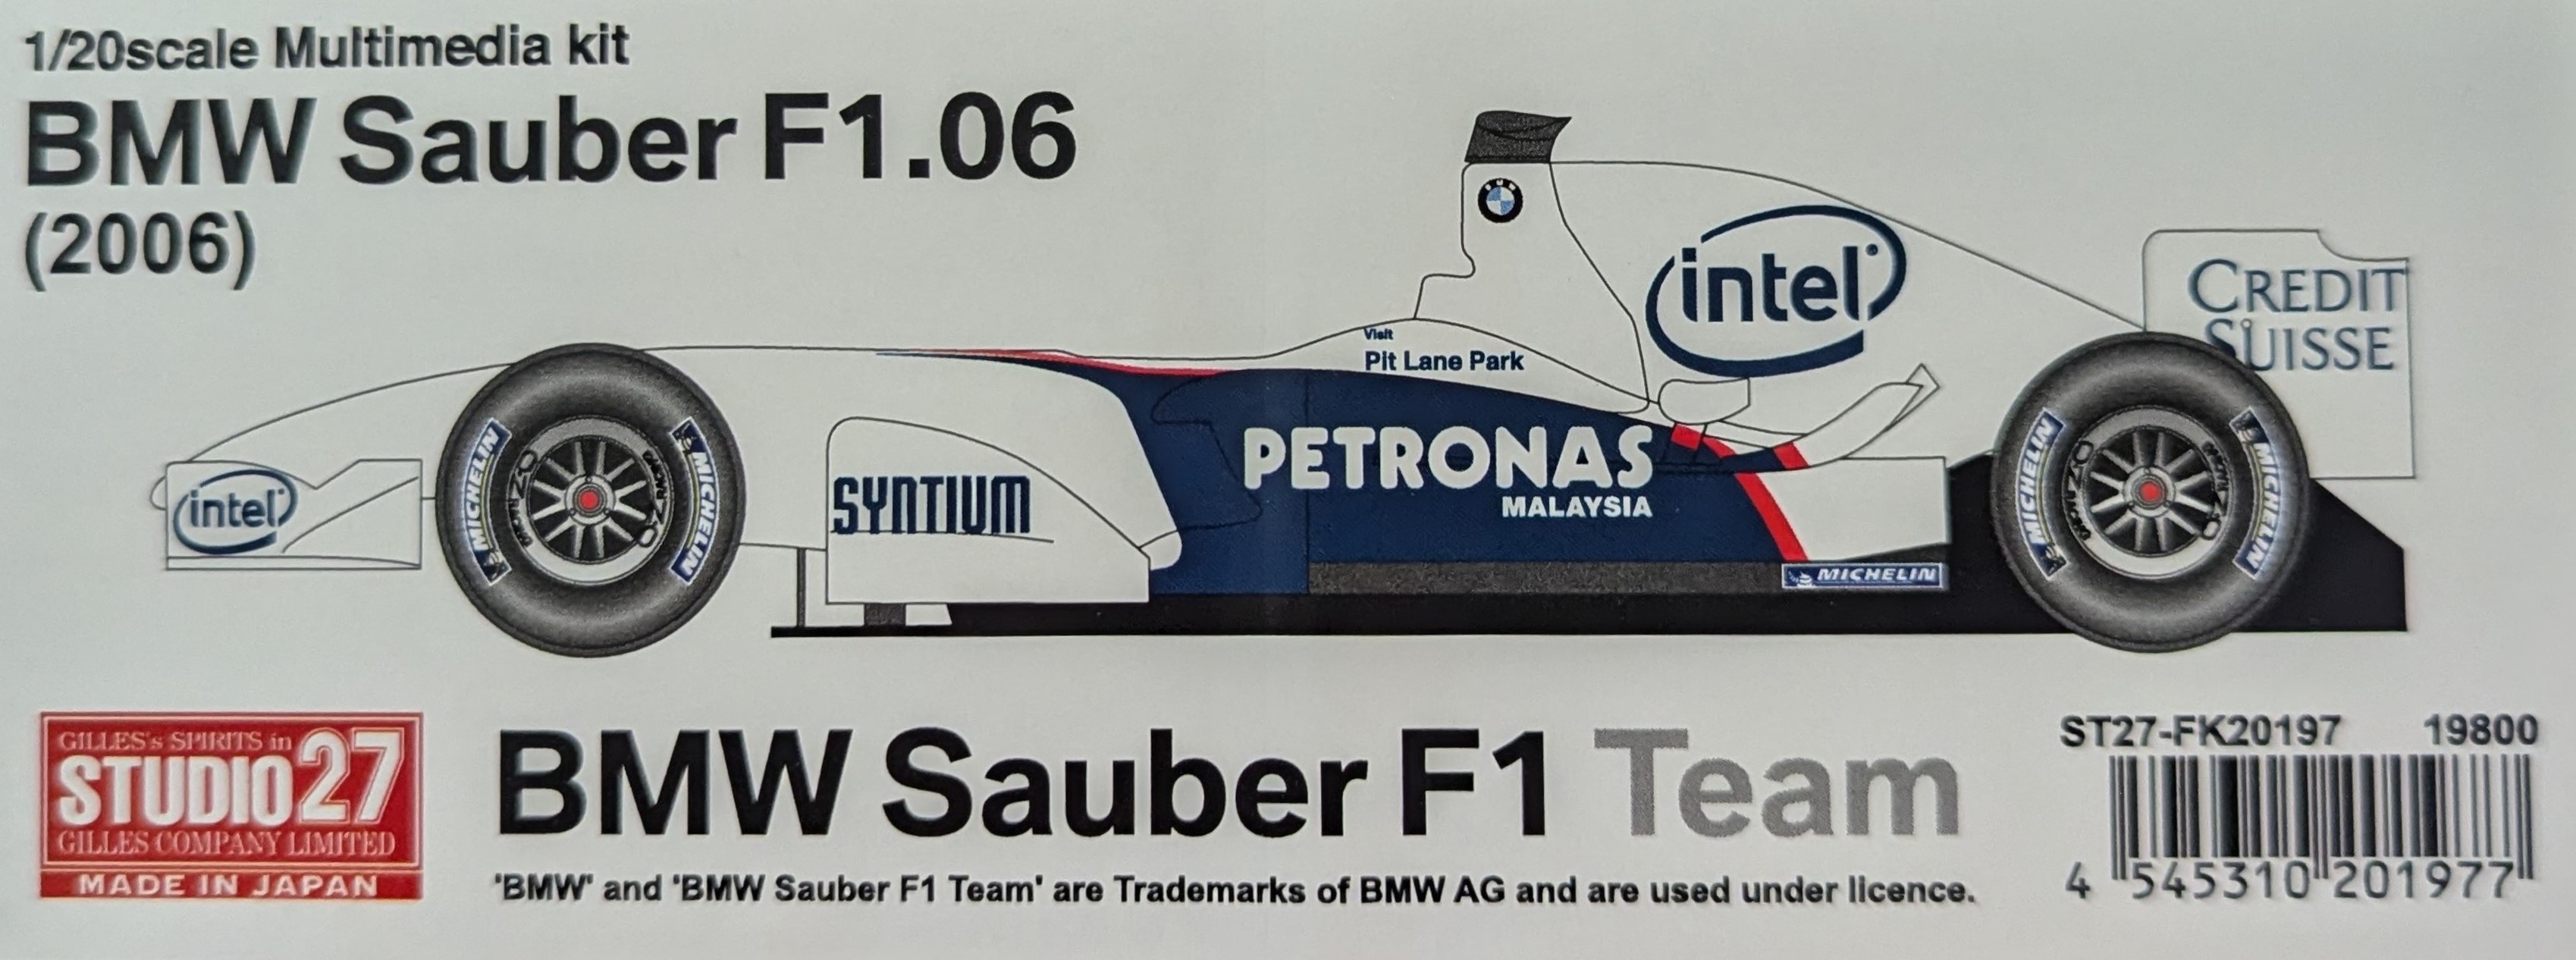 1/20scale Multimedia kit
BMW Sauber F1.06
(2006)
intel
CREDIT
SUISSE
Visit
Pit Lane Park
PETRONAS
MALAYSIA
intel
SYNTIUM
MICHELIN
MICHELIN
MICHELIN
MICHELIN
MICHELIN
GILLES's SPIRITS in
STUDIO27
GILLES COMPANY LIMITED
MADE IN JAPAN
BMW Sauber F1 Team
'BMW' and 'BMW Sauber F1 Team' are Trademarks of BMW AG and are used under licence.
ST27-FK20197 19800
4 545310 201977